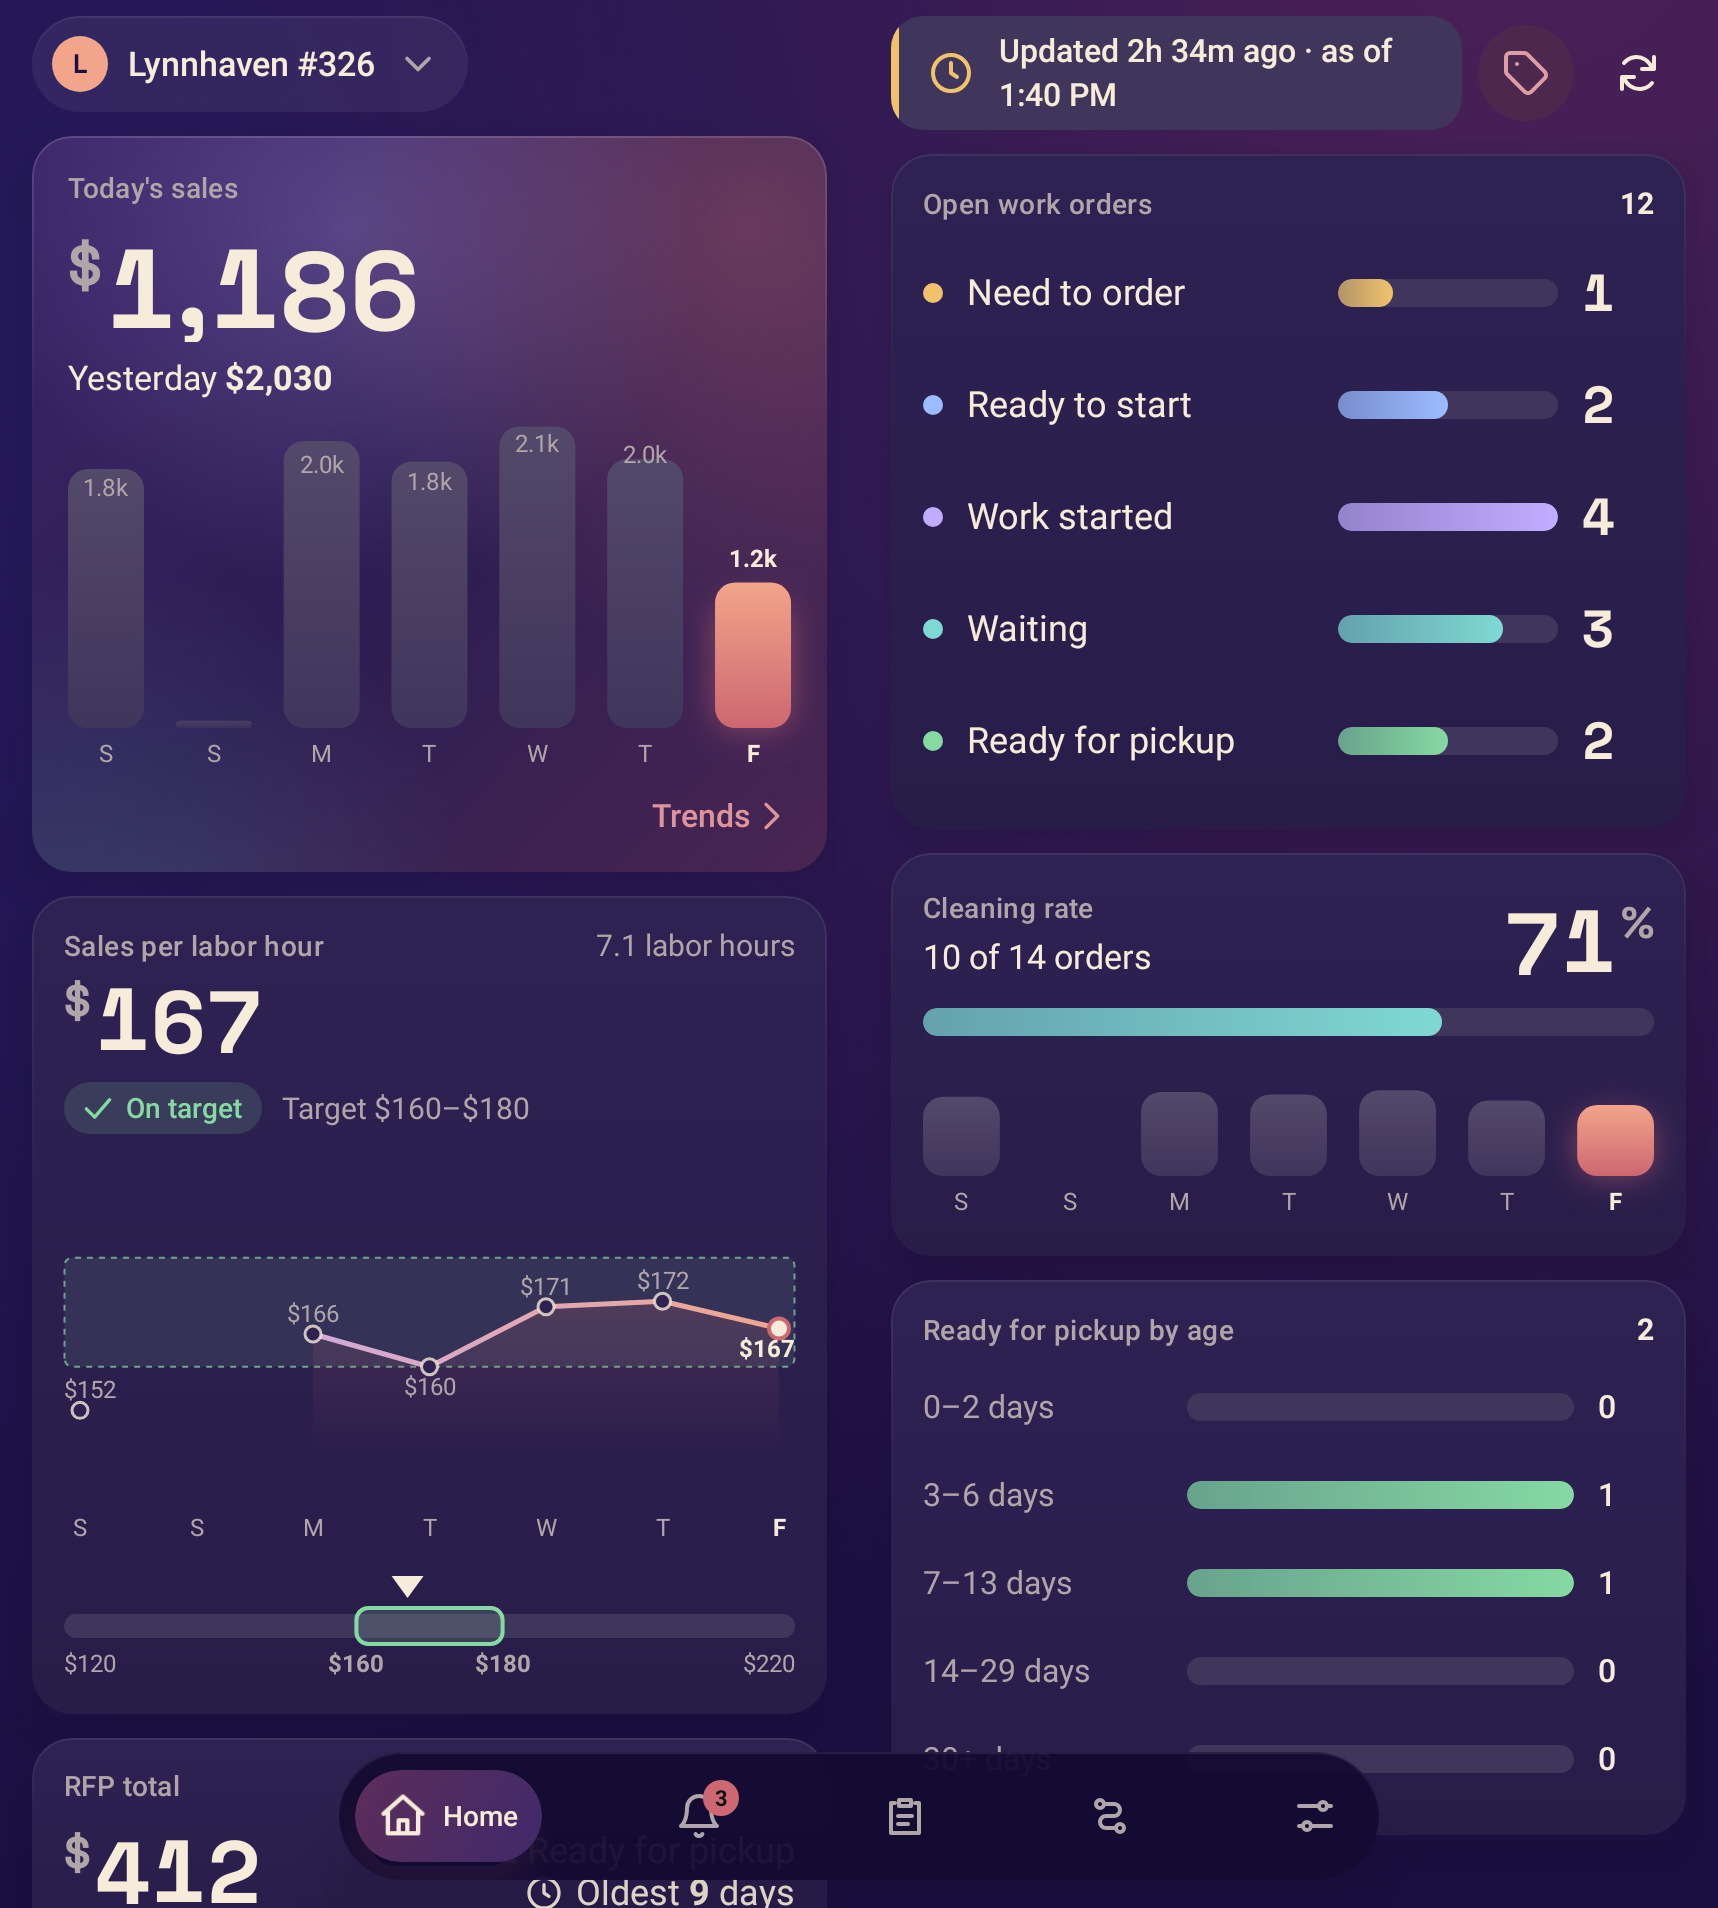 L
Lynnhaven #326
Today's sales
$1,186
Yesterday $2,030
1.8k
2.0k
1.8k
2.1k
2.0k
1.2k
S S M T W T F
Trends
Sales per labor hour
7.1 labor hours
$167
On target
Target $160–$180
$152
$166
$160
$171
$172
$167
S S M T W T F
$120 $160 $180 $220
RFP total
$412
Ready for pickup
Oldest 9 days
Updated 2h 34m ago · as of
1:40 PM
Open work orders 12
Need to order 1
Ready to start 2
Work started 4
Waiting 3
Ready for pickup 2
Cleaning rate
10 of 14 orders
71%
S S M T W T F
Ready for pickup by age 2
0–2 days 0
3–6 days 1
7–13 days 1
14–29 days 0
30+ days 0
Home
3